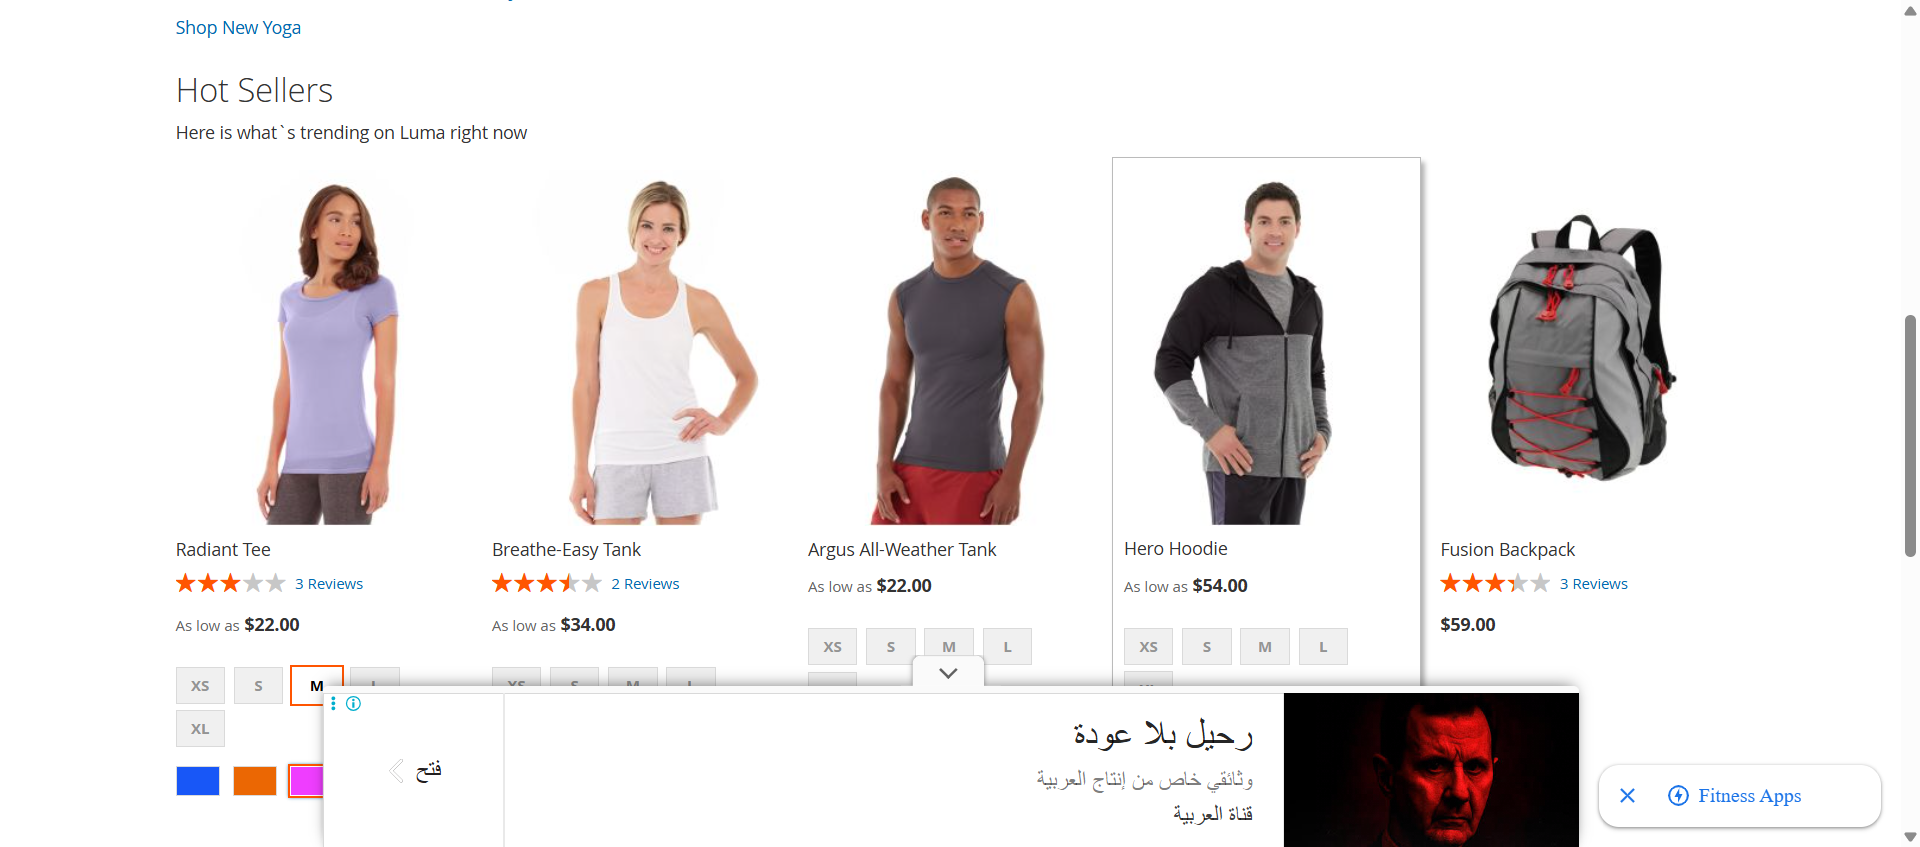 Shop New Yoga
Hot Sellers
Here is what`s trending on Luma right now
Radiant Tee
3 Reviews
As low as $22.00
XS S M L
XL
Breathe-Easy Tank
2 Reviews
As low as $34.00
XS S M L
Argus All-Weather Tank
As low as $22.00
XS S M L
Hero Hoodie
As low as $54.00
XS S M L
XL
Fusion Backpack
3 Reviews
$59.00
رحيل بلا عودة
وثائقي خاص من إنتاج العربية
قناة العربية
فتح
Fitness Apps